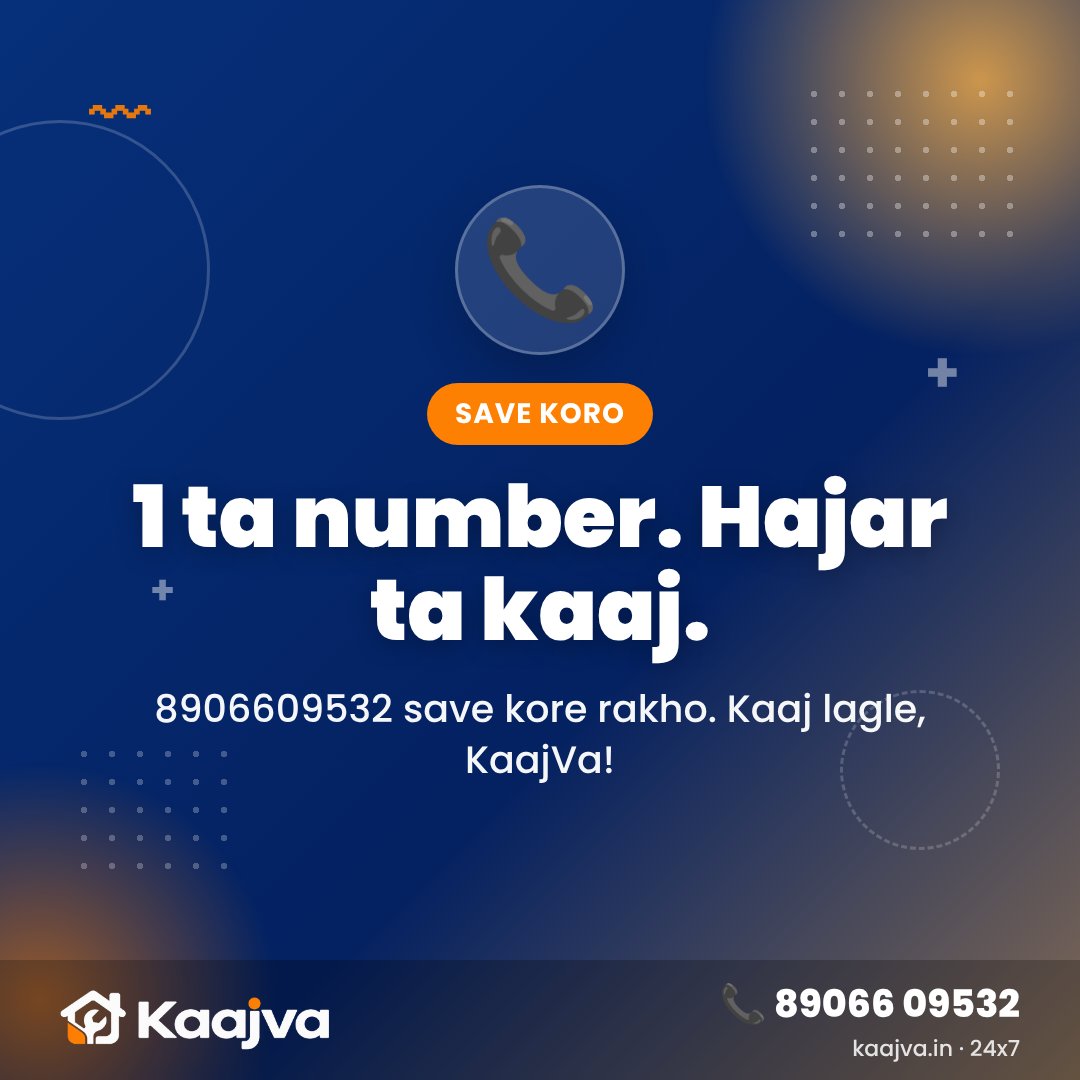 SAVE KORO
1 ta number. Hajar
ta kaaj.
8906609532 save kore rakho. Kaaj lagle,
KaajVa!
Kaajva
89066 09532
kaajva.in · 24x7